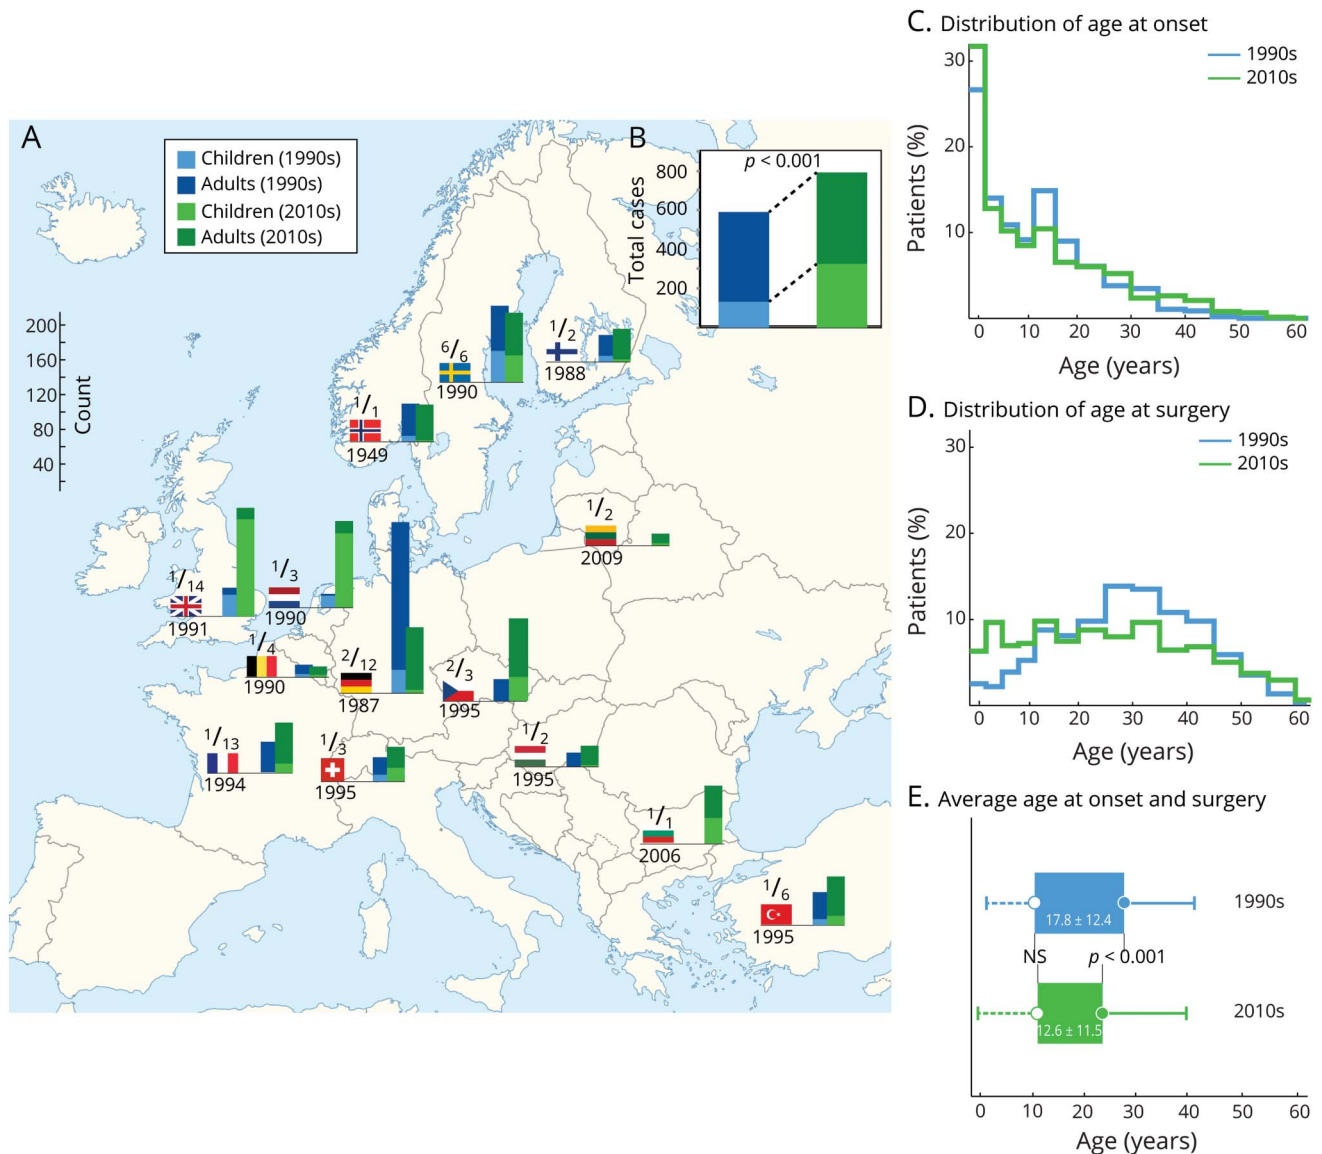 A
Children (1990s)
Adults (1990s)
Children (2010s)
Adults (2010s)
Count
200
160
120
80
40
6/6
1990
1/2
1988
1/1
1949
1/2
2009
1/14
1991
1/3
1990
1/4
1990
2/12
1987
2/3
1995
1/13
1994
1/3
1995
1/2
1995
1/1
2006
1/6
1995
B
p < 0.001
Total cases
800
600
400
200
C. Distribution of age at onset
1990s
2010s
Patients (%)
30
20
10
0 10 20 30 40 50 60
Age (years)
D. Distribution of age at surgery
1990s
2010s
Patients (%)
30
20
10
0 10 20 30 40 50 60
Age (years)
E. Average age at onset and surgery
17.8 ± 12.4
1990s
NS
p < 0.001
12.6 ± 11.5
2010s
0 10 20 30 40 50 60
Age (years)